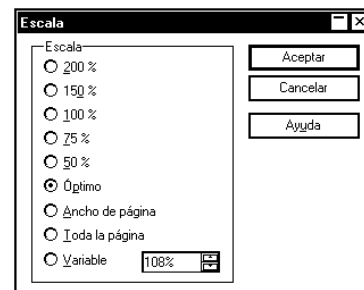 Escala
Escala
200 %
150 %
100 %
75 %
50 %
Óptimo
Ancho de página
Toda la página
Variable 108%
Aceptar
Cancelar
Ayuda